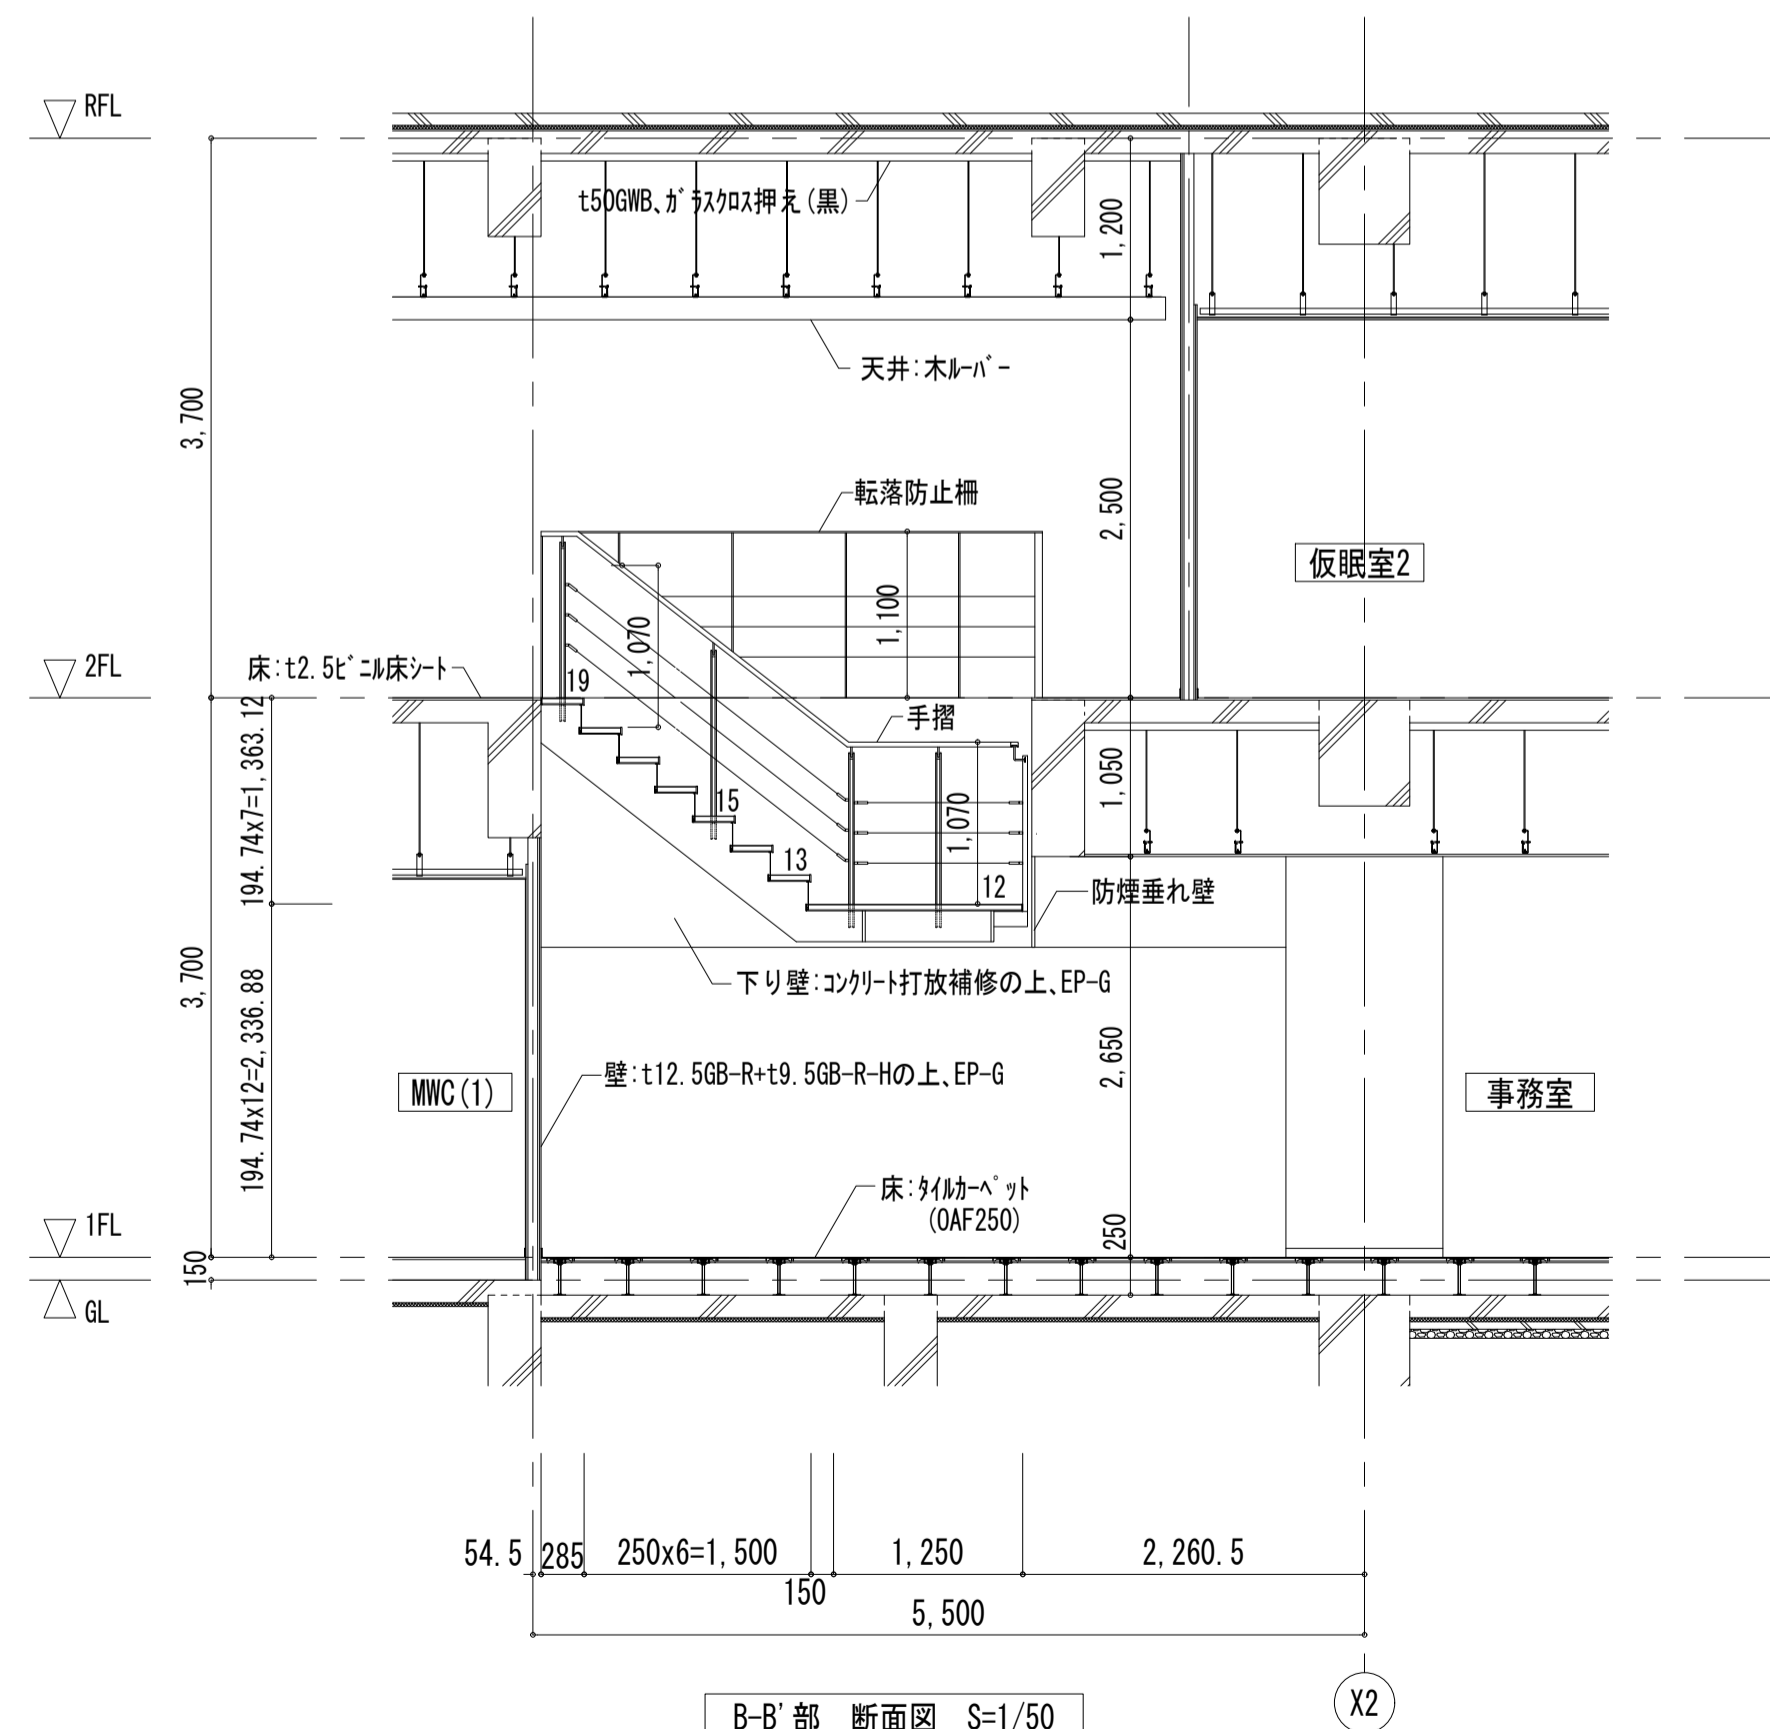 RFL
t50GWB、ガラスクロス押え(黒)
1,200
天井:木ルーバー
3,700
転落防止柵
2,500
仮眠室2
1,100
1,070
2FL
床:t2.5ビニル床シート
19
手摺
194.74x7=1,363.12
15
1,050
1,070
13
12
防煙垂れ壁
3,700
下り壁:コンクリート打放補修の上、EP-G
194.74x12=2,336.88
2,650
壁:t12.5GB-R+t9.5GB-R-Hの上、EP-G
MWC(1)
事務室
床:タイルカーペット
(OAF250)
1FL
250
150
GL
54.5
285
250x6=1,500
150
1,250
2,260.5
5,500
X2
B-B'部 断面図 S=1/50